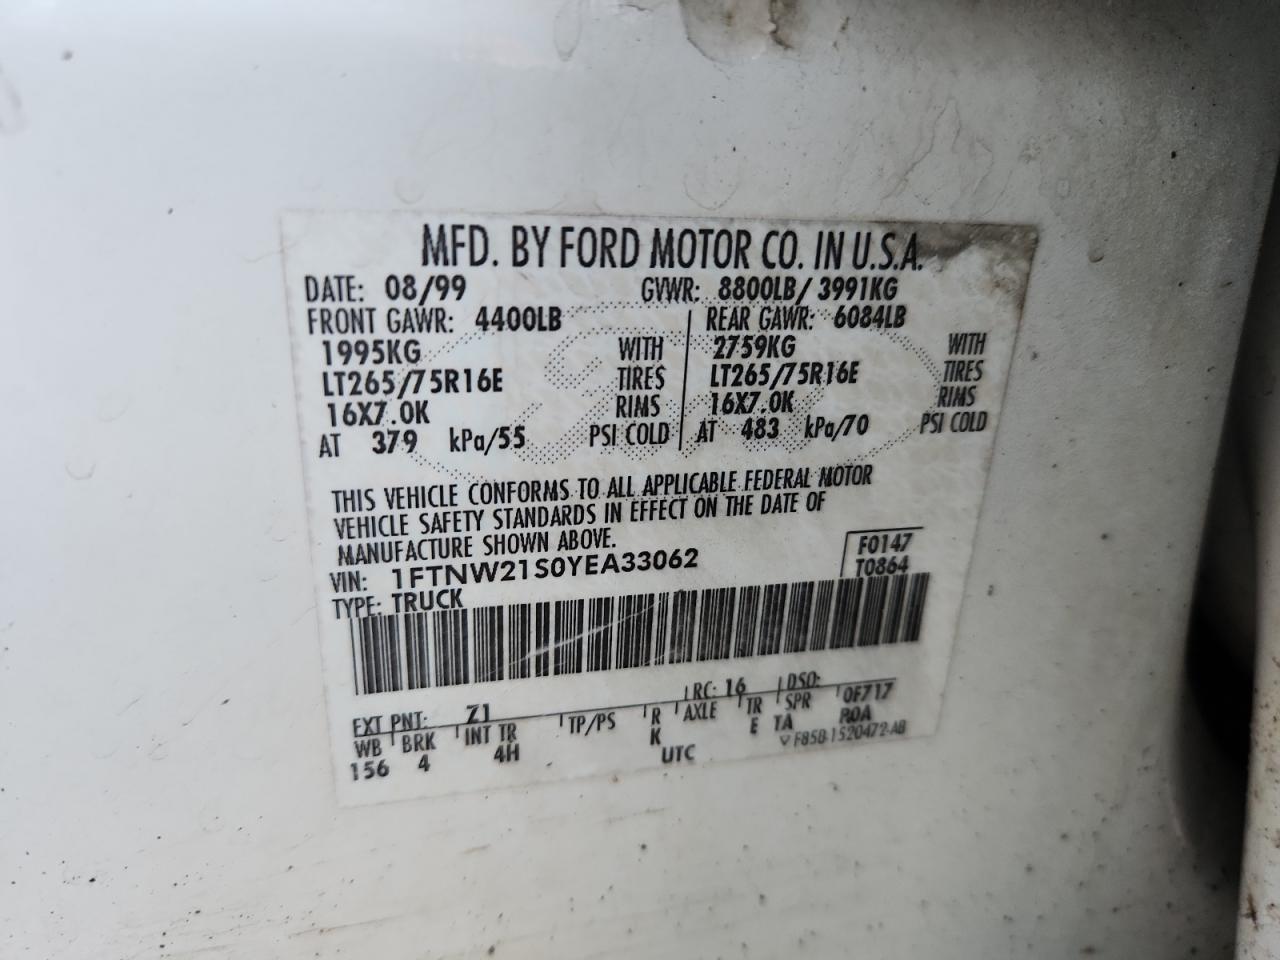 MFD. BY FORD MOTOR CO. IN U.S.A.
DATE: 08/99 GVWR: 8800LB/ 3991KG
FRONT GAWR: 4400LB REAR GAWR: 6084LB
1995KG WITH 2759KG WITH
LT265/75R16E TIRES LT265/75R16E TIRES
16X7.0K RIMS 16X7.0K RIMS
AT 379 kPa/55 PSI COLD AT 483 kPa/70 PSI COLD
THIS VEHICLE CONFORMS TO ALL APPLICABLE FEDERAL MOTOR
VEHICLE SAFETY STANDARDS IN EFFECT ON THE DATE OF
MANUFACTURE SHOWN ABOVE.
F0147
VIN: 1FTNW21S0YEA33062
T0864
TYPE: TRUCK
EXT PNT: Z1 RC: 16 DSO:
WB BRK INT TR TP/PS R AXLE TR SPR 0F717
156 4 4H K UTC E TA ROA
F85B-1520472-AB